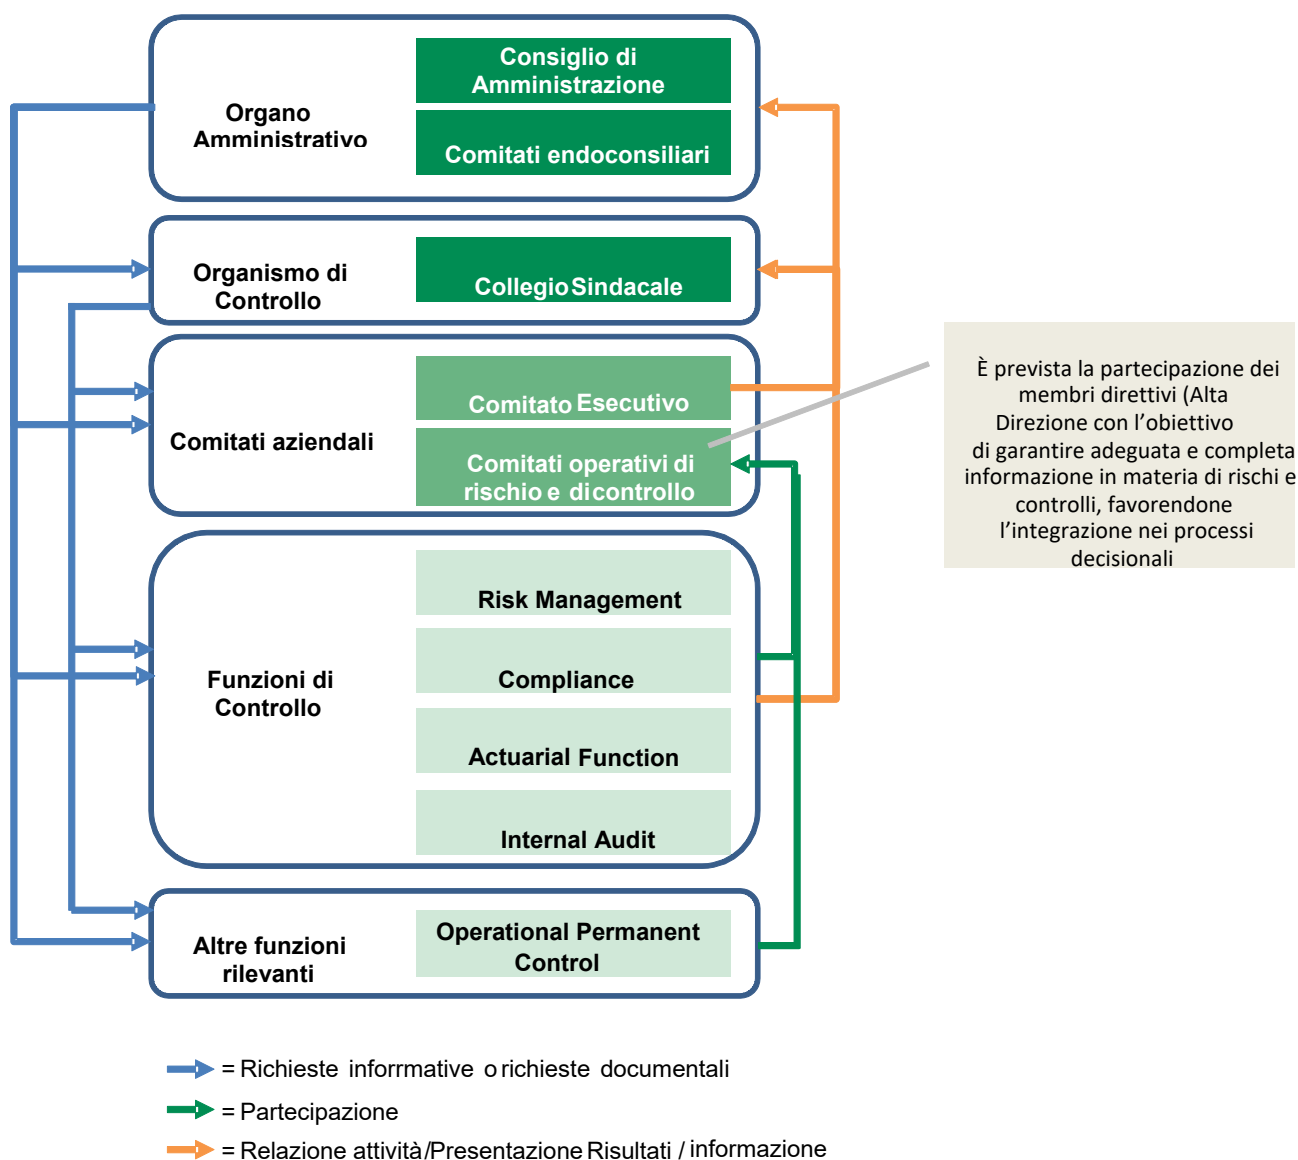 Organo
Amministrativo
Consiglio di
Amministrazione
Comitati endoconsiliari
Organismo di
Controllo
Collegio Sindacale
Comitati aziendali
Comitato Esecutivo
Comitati operativi di
rischio e di controllo
È prevista la partecipazione dei
membri direttivi (Alta
Direzione con l’obiettivo
di garantire adeguata e completa
informazione in materia di rischi e
controlli, favorendone
l’integrazione nei processi
decisionali
Funzioni di
Controllo
Risk Management
Compliance
Actuarial Function
Internal Audit
Altre funzioni
rilevanti
Operational Permanent
Control
= Richieste inforrmative o richieste documentali
= Partecipazione
= Relazione attività/Presentazione Risultati / informazione